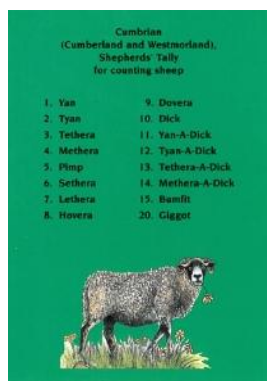 Cumbrian
(Cumberland and Westmorland),
Shepherds' Tally
for counting sheep
1. Yan
2. Tyan
3. Tethera
4. Methera
5. Pimp
6. Sethera
7. Lethera
8. Hovera
9. Dovera
10. Dick
11. Yan-A-Dick
12. Tyan-A-Dick
13. Tethera-A-Dick
14. Methera-A-Dick
15. Bumfit
20. Giggot